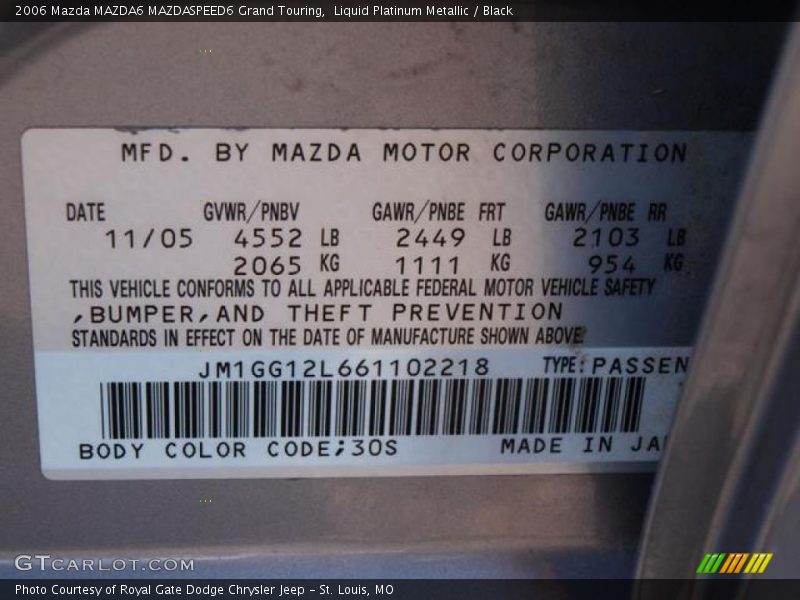 2006 Mazda MAZDA6 MAZDASPEED6 Grand Touring,  Liquid Platinum Metallic / Black
MFD. BY MAZDA MOTOR CORPORATION
DATE GVWR/PNBV GAWR/PNBE FRT GAWR/PNBE RR
11/05 4552 LB 2449 LB 2103 LB
2065 KG 1111 KG 954 KG
THIS VEHICLE CONFORMS TO ALL APPLICABLE FEDERAL MOTOR VEHICLE SAFETY
,BUMPER,AND THEFT PREVENTION
STANDARDS IN EFFECT ON THE DATE OF MANUFACTURE SHOWN ABOVE.
JM1GG12L661102218 TYPE:PASSEN
BODY COLOR CODE;30S MADE IN JA
GTCARLOT.COM
Photo Courtesy of Royal Gate Dodge Chrysler Jeep - St. Louis, MO